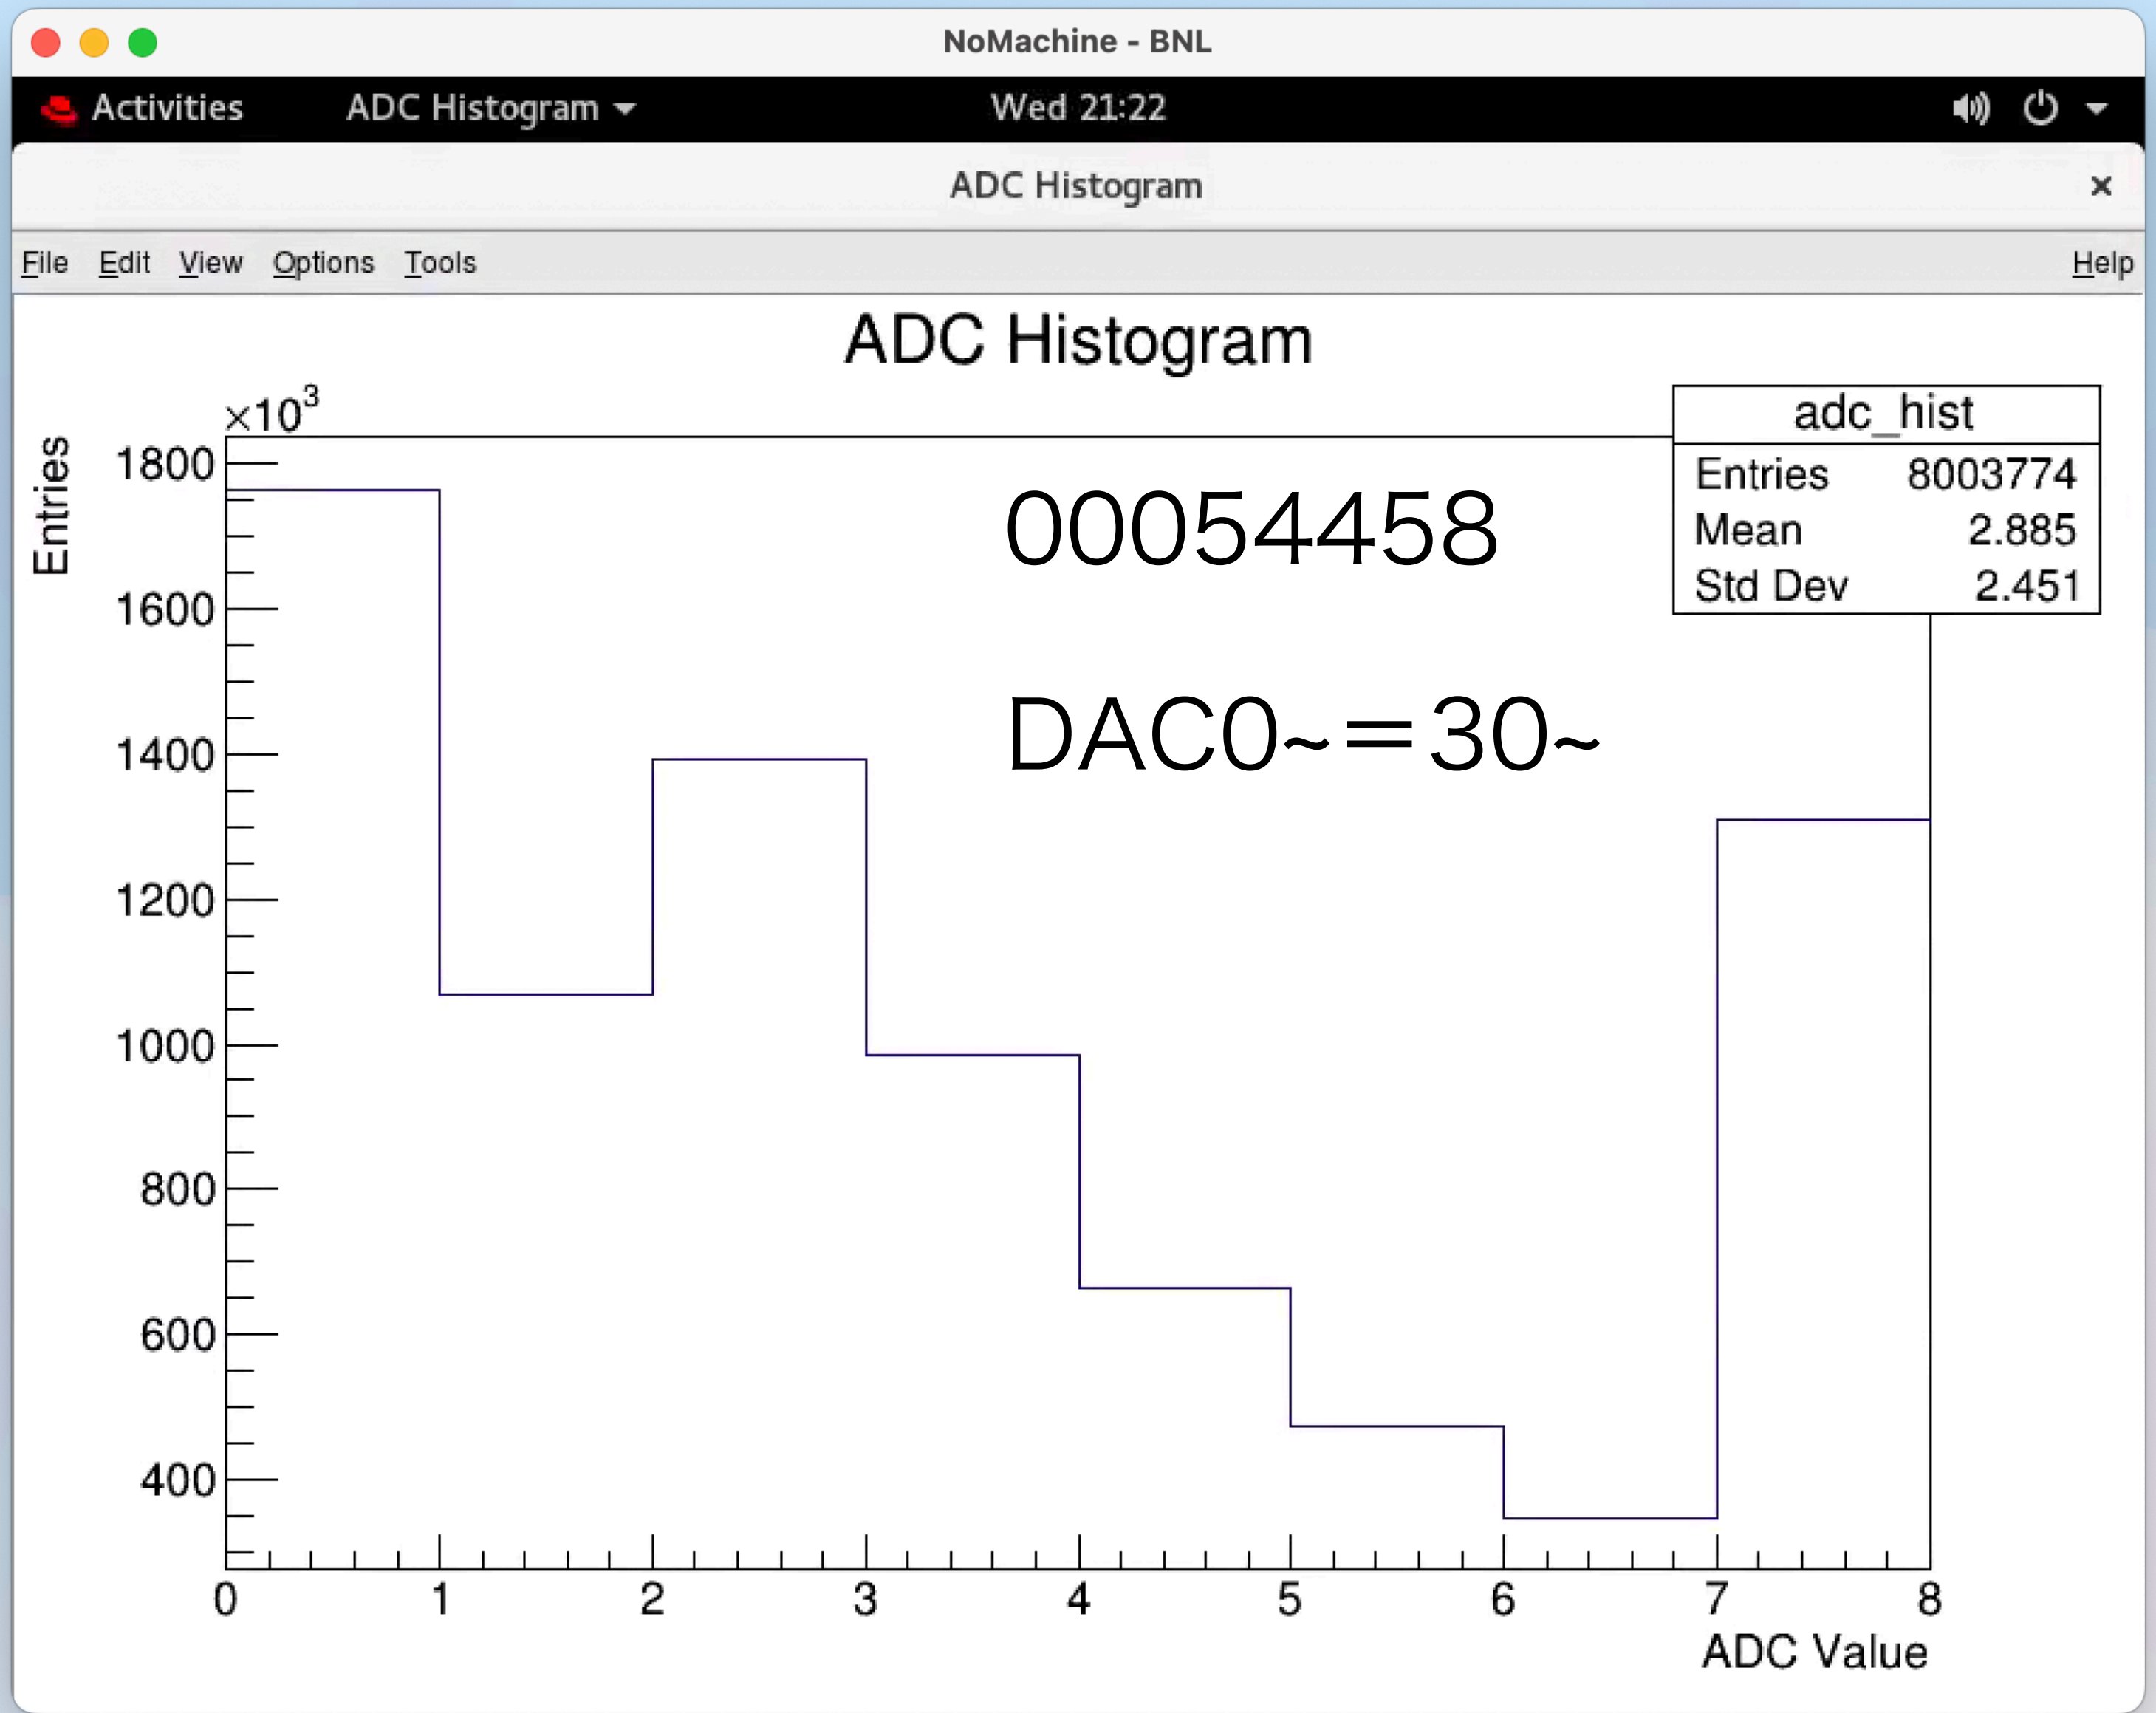 NoMachine - BNL
Activities ADC Histogram Wed 21:22
ADC Histogram ×
File Edit View Options Tools Help
ADC Histogram
×10³
Entries
adc_hist
Entries 8003774
Mean 2.885
Std Dev 2.451
00054458
DAC0~=30~
1800
1600
1400
1200
1000
800
600
400
0 1 2 3 4 5 6 7 8
ADC Value